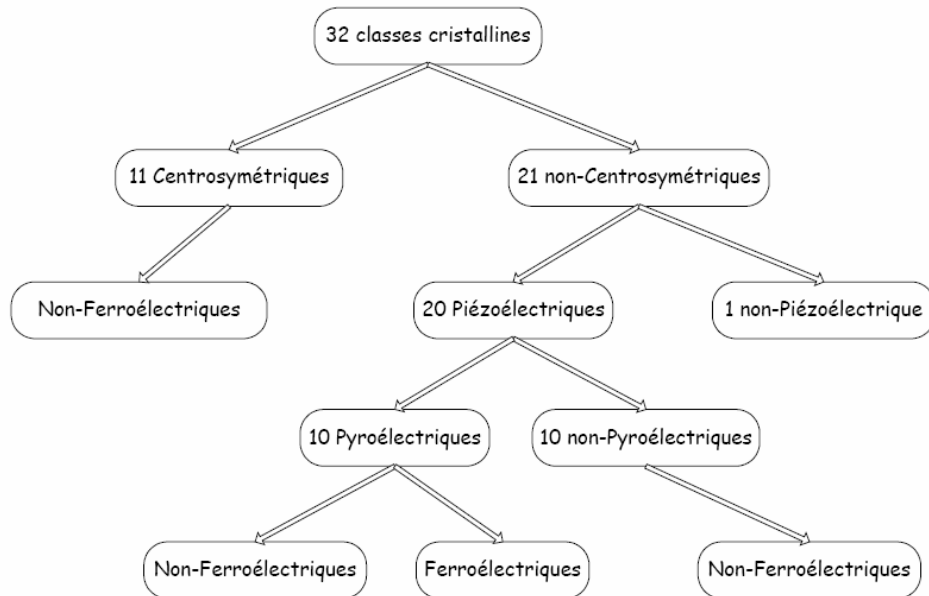 32 classes cristallines
11 Centrosymétriques
21 non-Centrosymétriques
Non-Ferroélectriques
20 Piézoélectriques
1 non-Piézoélectrique
10 Pyroélectriques
10 non-Pyroélectriques
Non-Ferroélectriques
Ferroélectriques
Non-Ferroélectriques